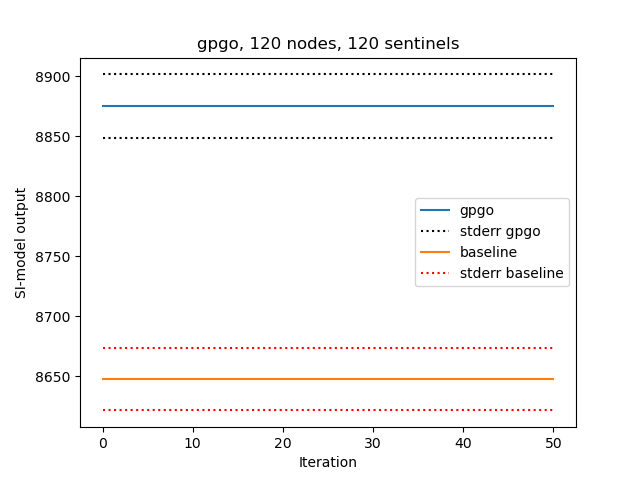 gpgo, 120 nodes, 120 sentinels
8900
8850
8800
8750
8700
8650
SI-model output
gpgo
stderr gpgo
baseline
stderr baseline
0 10 20 30 40 50
Iteration